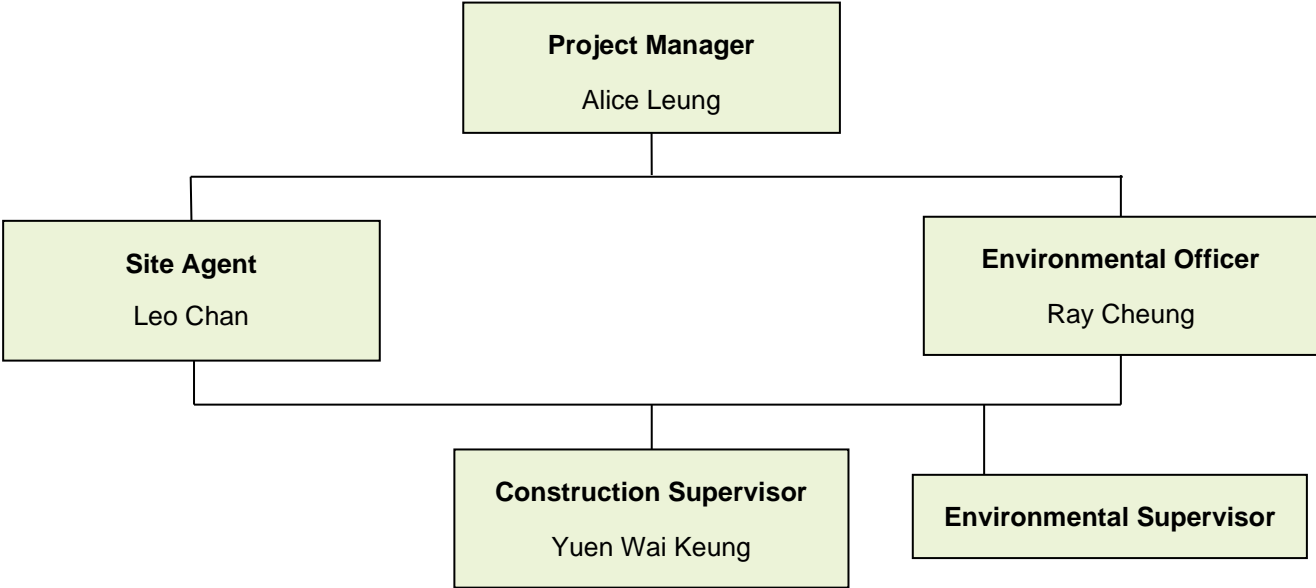 Project Manager
Alice Leung
Site Agent
Leo Chan
Environmental Officer
Ray Cheung
Construction Supervisor
Yuen Wai Keung
Environmental Supervisor